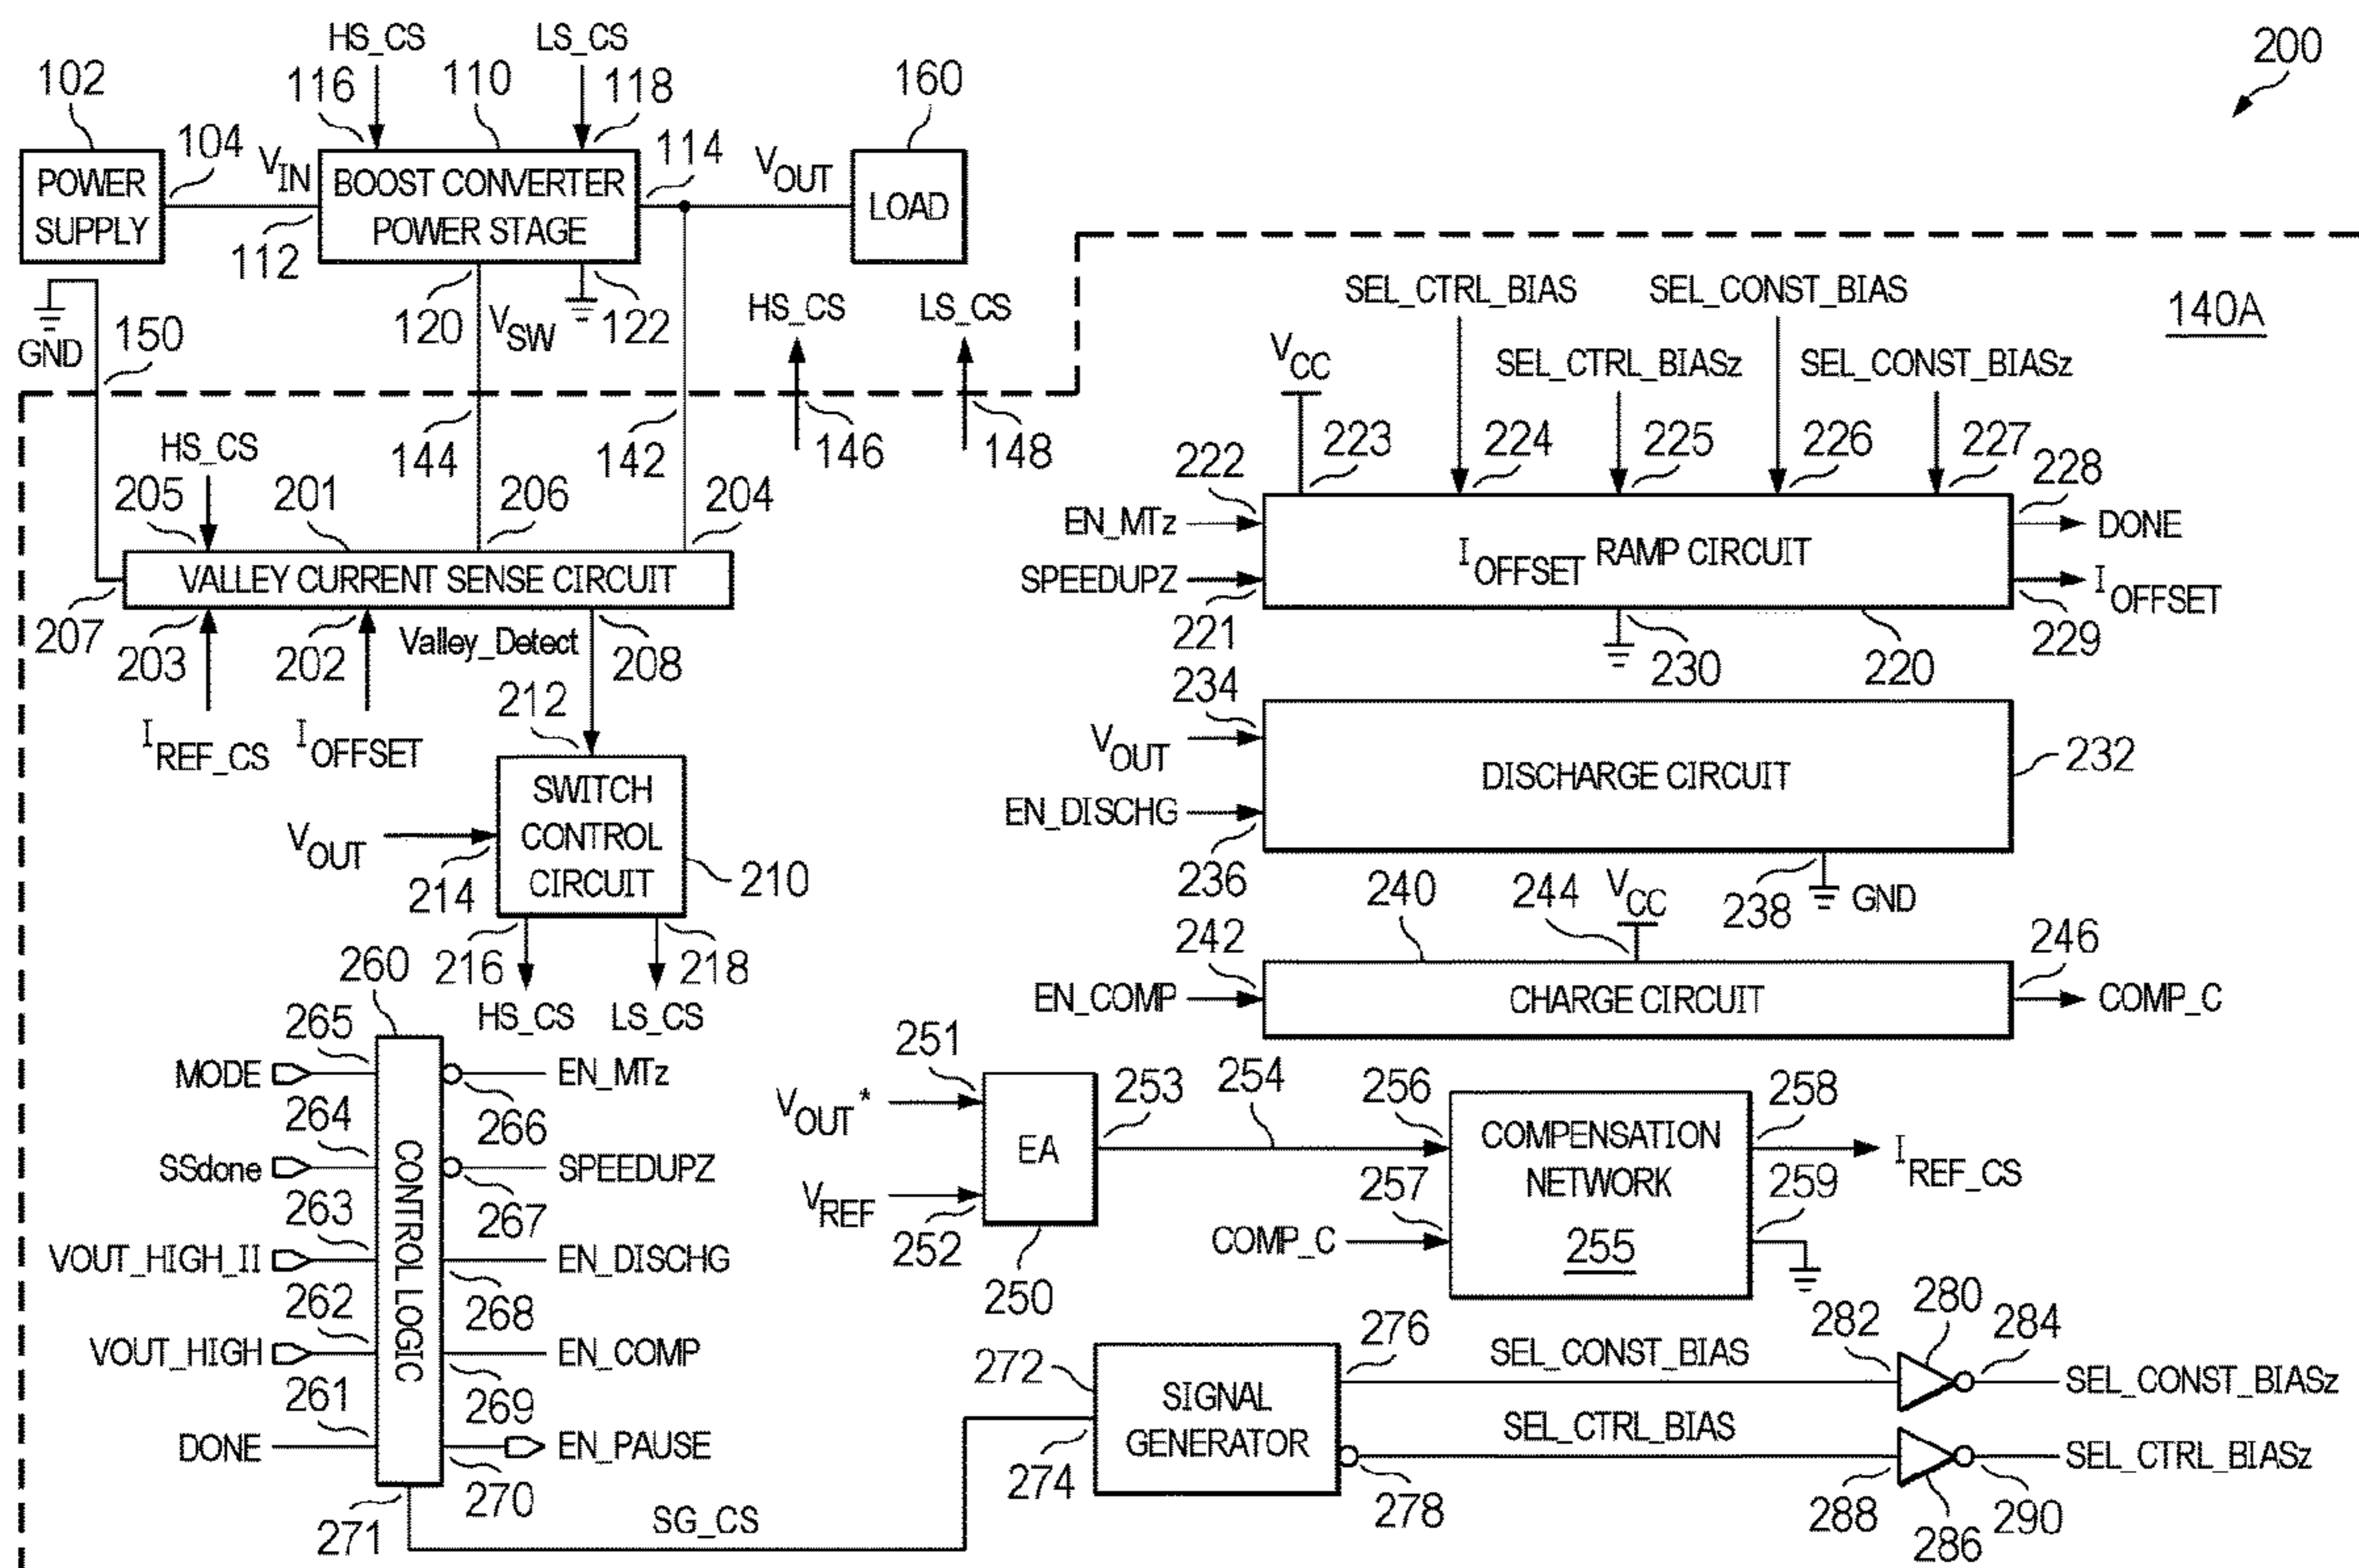 HS_CS
LS_CS
200
102
116
110
118
160
104
VIN
114
VOUT
POWER
SUPPLY
BOOST CONVERTER
POWER STAGE
LOAD
112
GND
150
120
VSW
122
HS_CS
LS_CS
144
142
146
148
140A
SEL_CTRL_BIAS
SEL_CONST_BIAS
VCC
SEL_CTRL_BIASz
SEL_CONST_BIASz
223
224
225
226
227
222
228
EN_MTz
DONE
IOFFSET RAMP CIRCUIT
SPEEDUPZ
IOFFSET
221
230
220
229
HS_CS
205
201
206
204
VALLEY CURRENT SENSE CIRCUIT
207
203
202
Valley_Detect
208
IREF_CS
IOFFSET
212
SWITCH
CONTROL
CIRCUIT
VOUT
214
210
216
218
HS_CS
LS_CS
234
VOUT
DISCHARGE CIRCUIT
232
EN_DISCHG
236
238
GND
240
244
VCC
242
246
EN_COMP
CHARGE CIRCUIT
COMP_C
260
265
MODE
EN_MTz
264
266
SSdone
SPEEDUPZ
263
267
VOUT_HIGH_II
EN_DISCHG
262
268
VOUT_HIGH
EN_COMP
261
269
DONE
EN_PAUSE
270
CONTROL LOGIC
271
SG_CS
251
VOUT*
253
254
256
EA
VREF
252
250
COMPENSATION
NETWORK
255
258
IREF_CS
257
259
COMP_C
272
SIGNAL
GENERATOR
274
276
SEL_CONST_BIAS
282
280
284
SEL_CONST_BIASz
SEL_CTRL_BIAS
SEL_CTRL_BIASz
278
288
286
290